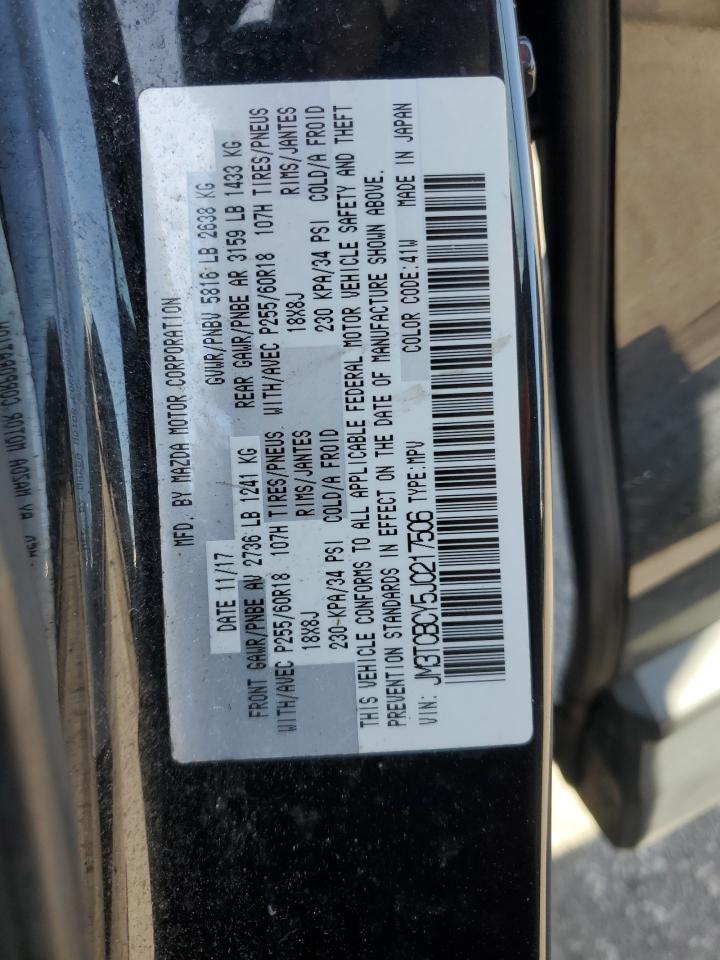 MFD. BY MAZDA MOTOR CORPORATION
DATE 11/17 GVWR/PNBV 5816 LB 2638 KG
FRONT GAWR/PNBE AV 2736 LB 1241 KG REAR GAWR/PNBE AR 3159 LB 1433 KG
WITH/AVEC P255/60R18 107H TIRES/PNEUS WITH/AVEC P255/60R18 107H TIRES/PNEUS
18X8J RIMS/JANTES 18X8J RIMS/JANTES
230 KPA/34 PSI COLD/A FROID 230 KPA/34 PSI COLD/A FROID
THIS VEHICLE CONFORMS TO ALL APPLICABLE FEDERAL MOTOR VEHICLE SAFETY AND THEFT
PREVENTION STANDARDS IN EFFECT ON THE DATE OF MANUFACTURE SHOWN ABOVE.
VIN: JM3TCBCY5J0217506 TYPE:MPV COLOR CODE:41W MADE IN JAPAN